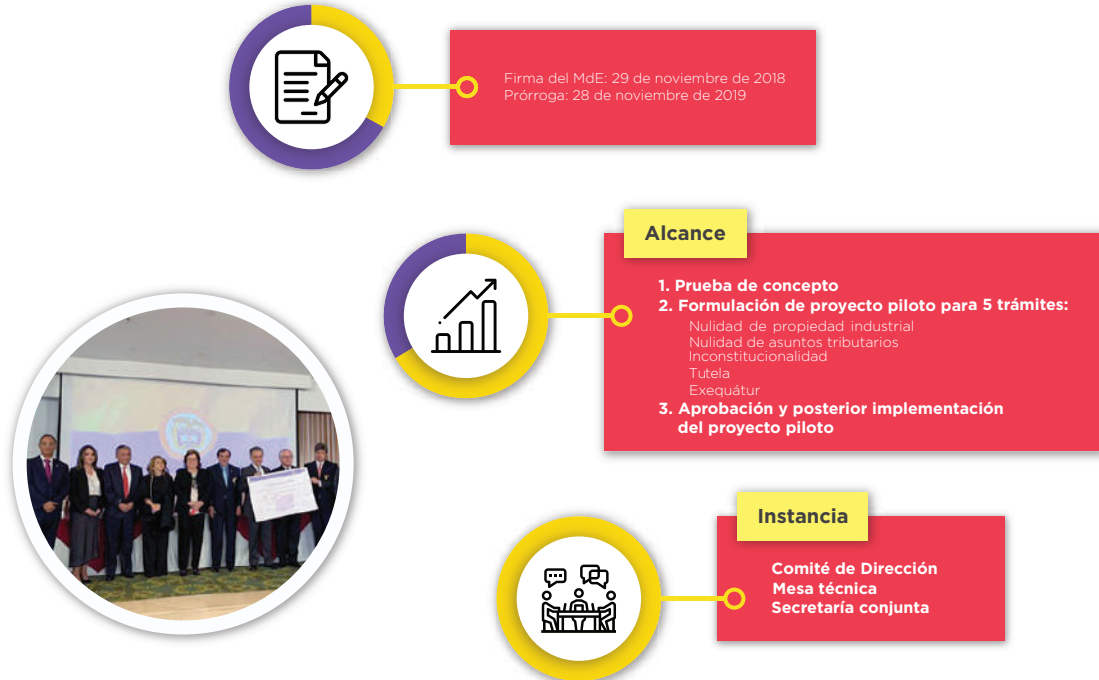 Firma del MdE: 29 de noviembre de 2018
Prórroga: 28 de noviembre de 2019
Alcance
1. Prueba de concepto
2. Formulación de proyecto piloto para 5 trámites:
Nulidad de propiedad industrial
Nulidad de asuntos tributarios
Inconstitucionalidad
Tutela
Exequátur
3. Aprobación y posterior implementación
del proyecto piloto
Instancia
Comité de Dirección
Mesa técnica
Secretaría conjunta